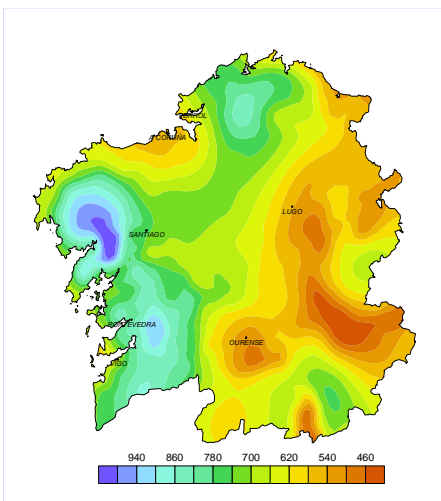 FERROL
A CORUÑA
LUGO
SANTIAGO
PONTEVEDRA
OURENSE
VIGO
940 860 780 700 620 540 460